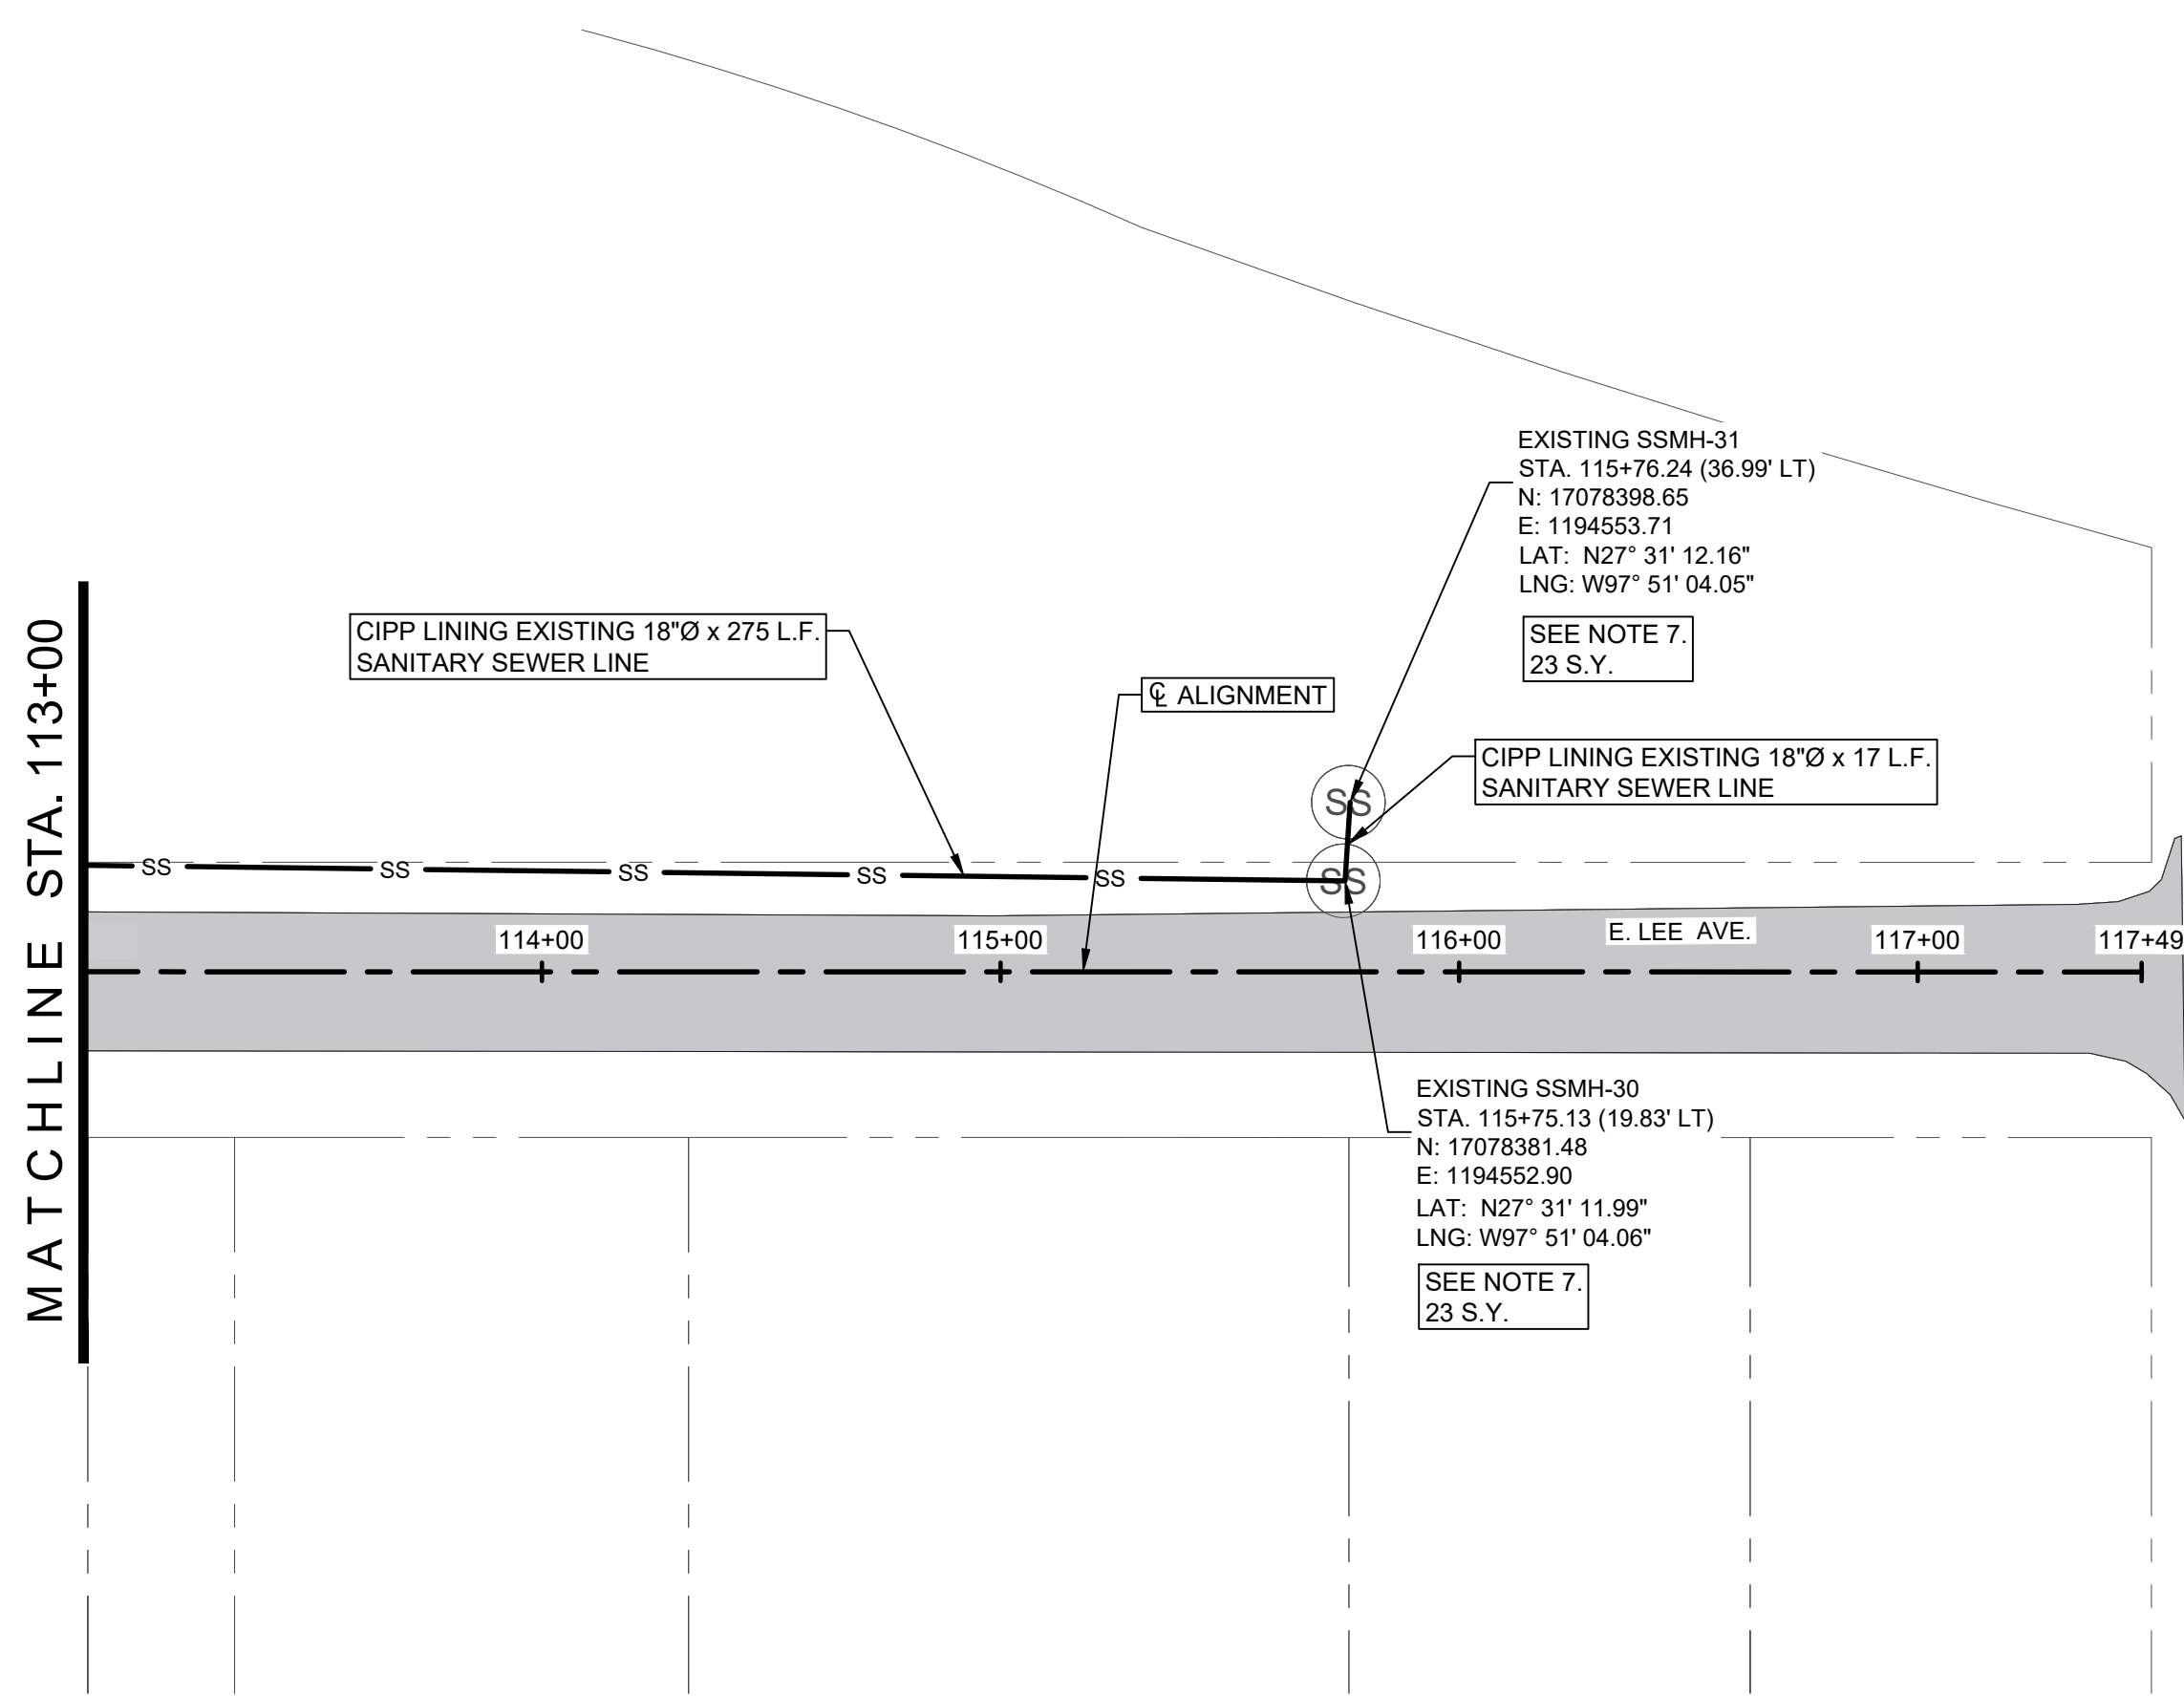 MATCHLINE STA. 113+00
EXISTING SSMH-31
STA. 115+76.24 (36.99' LT)
N: 17078398.65
E: 1194553.71
LAT: N27° 31' 12.16"
LNG: W97° 51' 04.05"
SEE NOTE 7.
23 S.Y.
CIPP LINING EXISTING 18"Ø x 275 L.F.
SANITARY SEWER LINE
℄ ALIGNMENT
CIPP LINING EXISTING 18"Ø x 17 L.F.
SANITARY SEWER LINE
SS
SS
SS
SS
SS
SS
SS
114+00
115+00
116+00
E. LEE AVE.
117+00
117+49
EXISTING SSMH-30
STA. 115+75.13 (19.83' LT)
N: 17078381.48
E: 1194552.90
LAT: N27° 31' 11.99"
LNG: W97° 51' 04.06"
SEE NOTE 7.
23 S.Y.